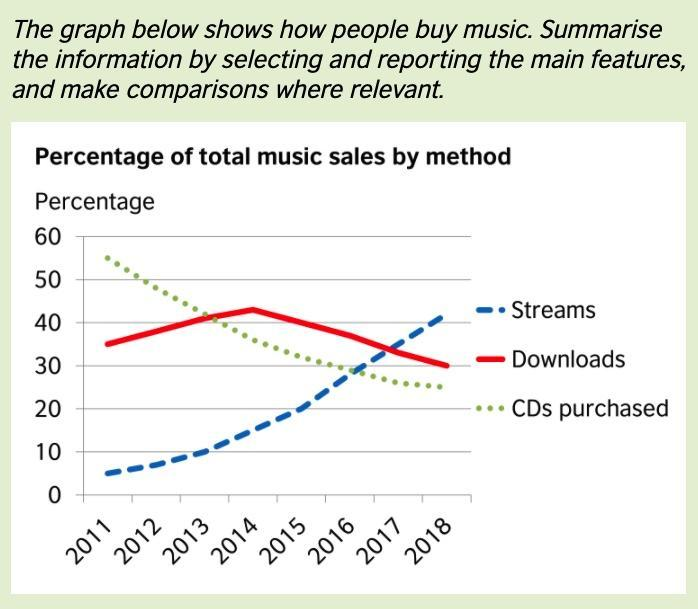 The graph below shows how people buy music. Summarise
the information by selecting and reporting the main features,
and make comparisons where relevant.
Percentage of total music sales by method
Percentage
60
50
40
30
20
10
0
2011
2012
2013
2014
2015
2016
2017
2018
Streams
Downloads
CDs purchased